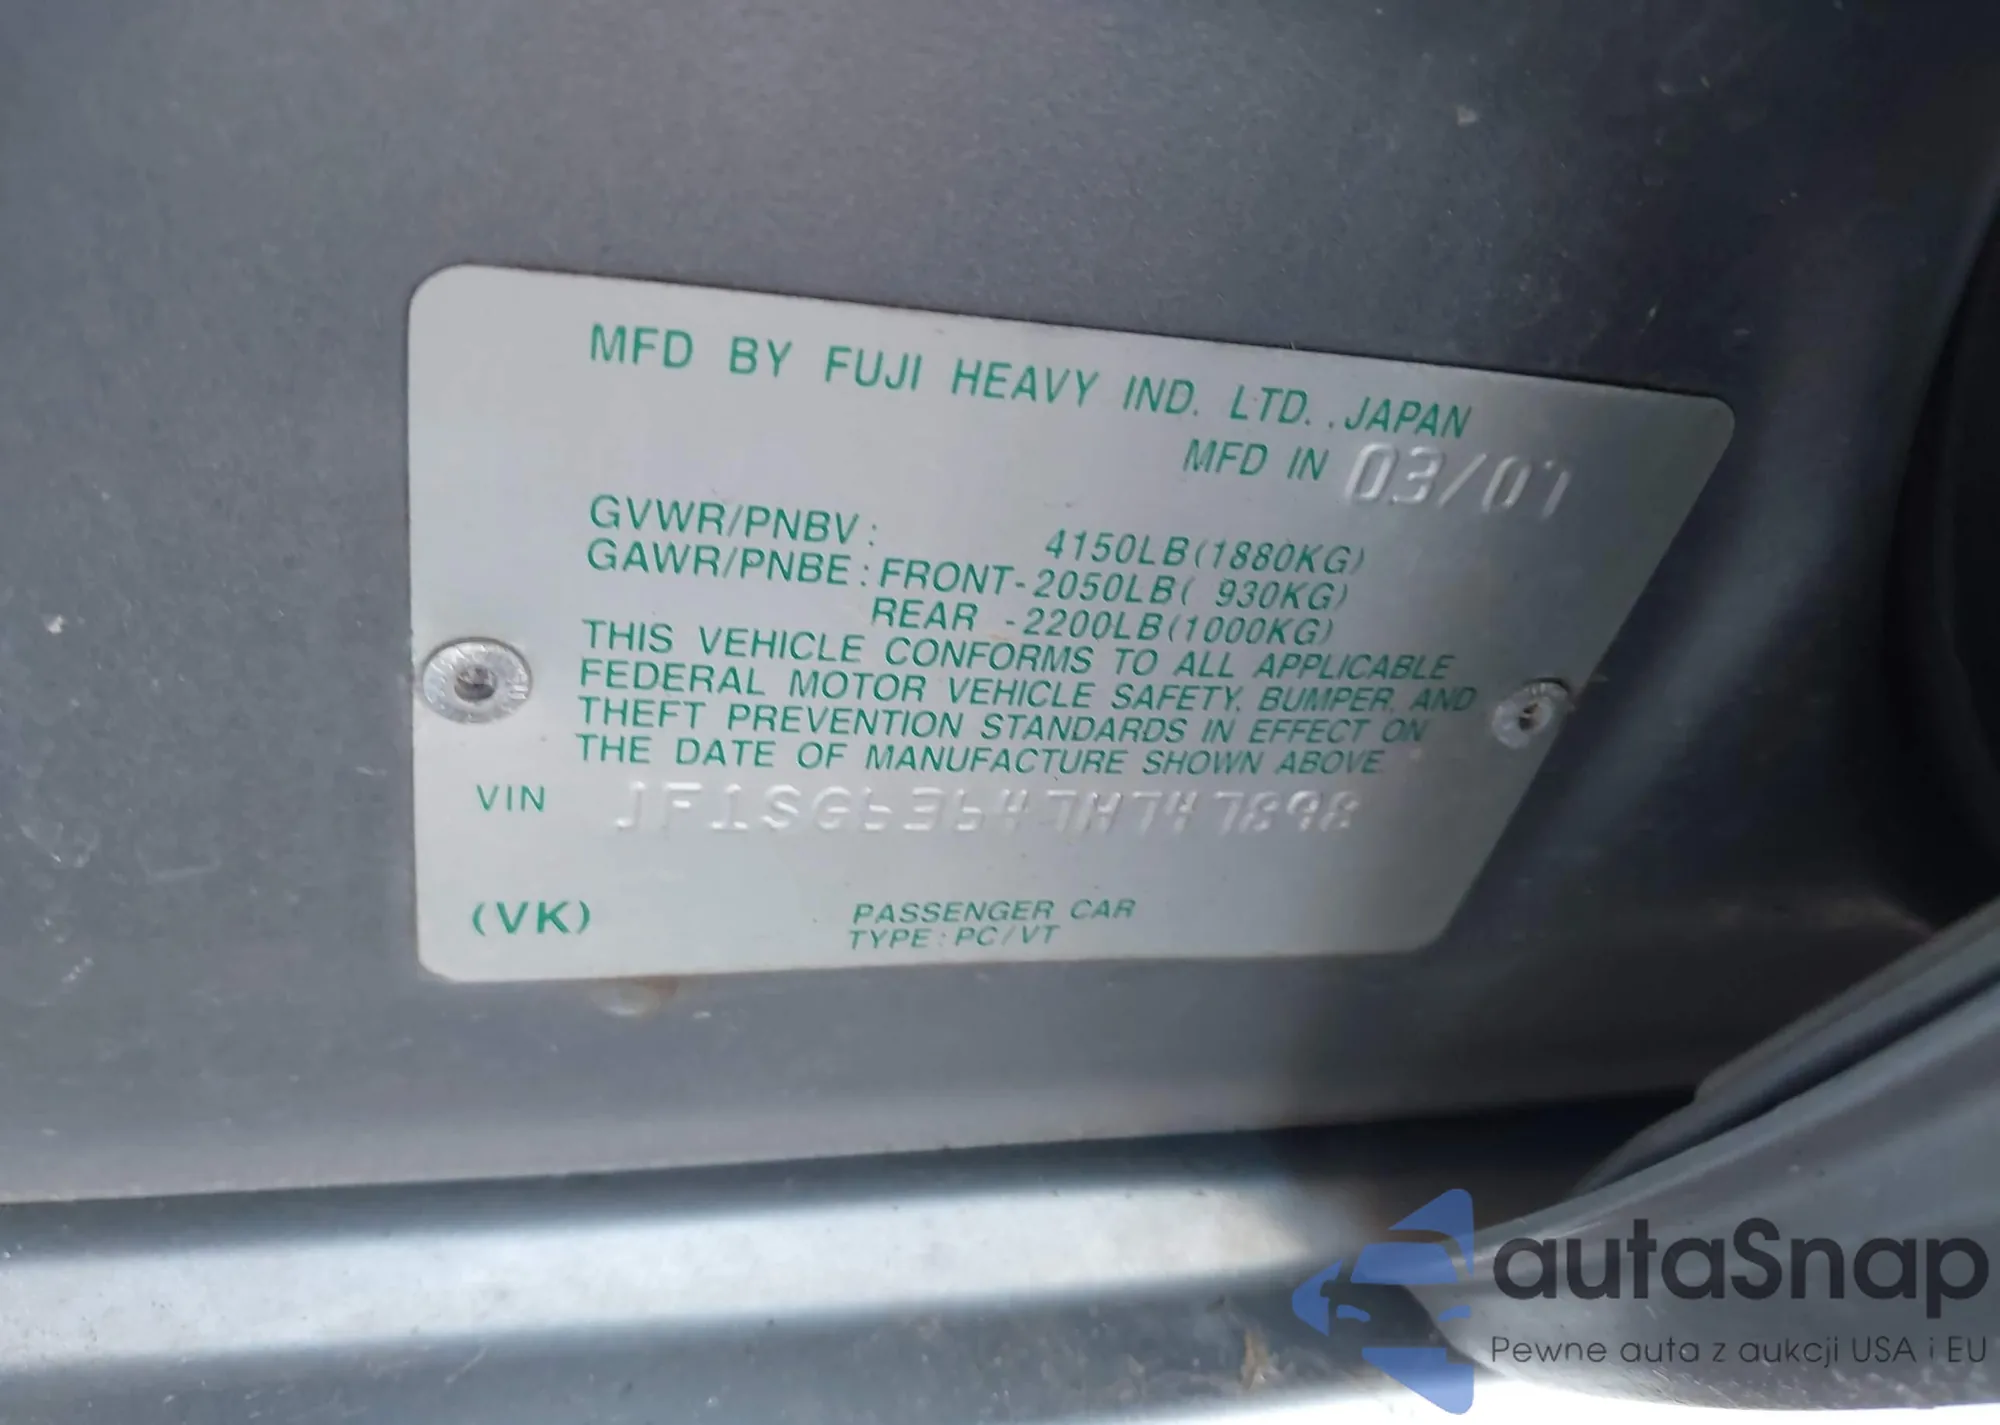 MFD BY FUJI HEAVY IND. LTD. . JAPAN
MFD IN 03/07
GVWR/PNBV : 4150LB(1880KG)
GAWR/PNBE : FRONT-2050LB( 930KG)
REAR -2200LB(1000KG)
THIS VEHICLE CONFORMS TO ALL APPLICABLE
FEDERAL MOTOR VEHICLE SAFETY, BUMPER, AND
THEFT PREVENTION STANDARDS IN EFFECT ON
THE DATE OF MANUFACTURE SHOWN ABOVE.
VIN JF1SG63647H747898
(VK) PASSENGER CAR
TYPE : PC/VT
autaSnap
Pewne auta z aukcji USA i EU